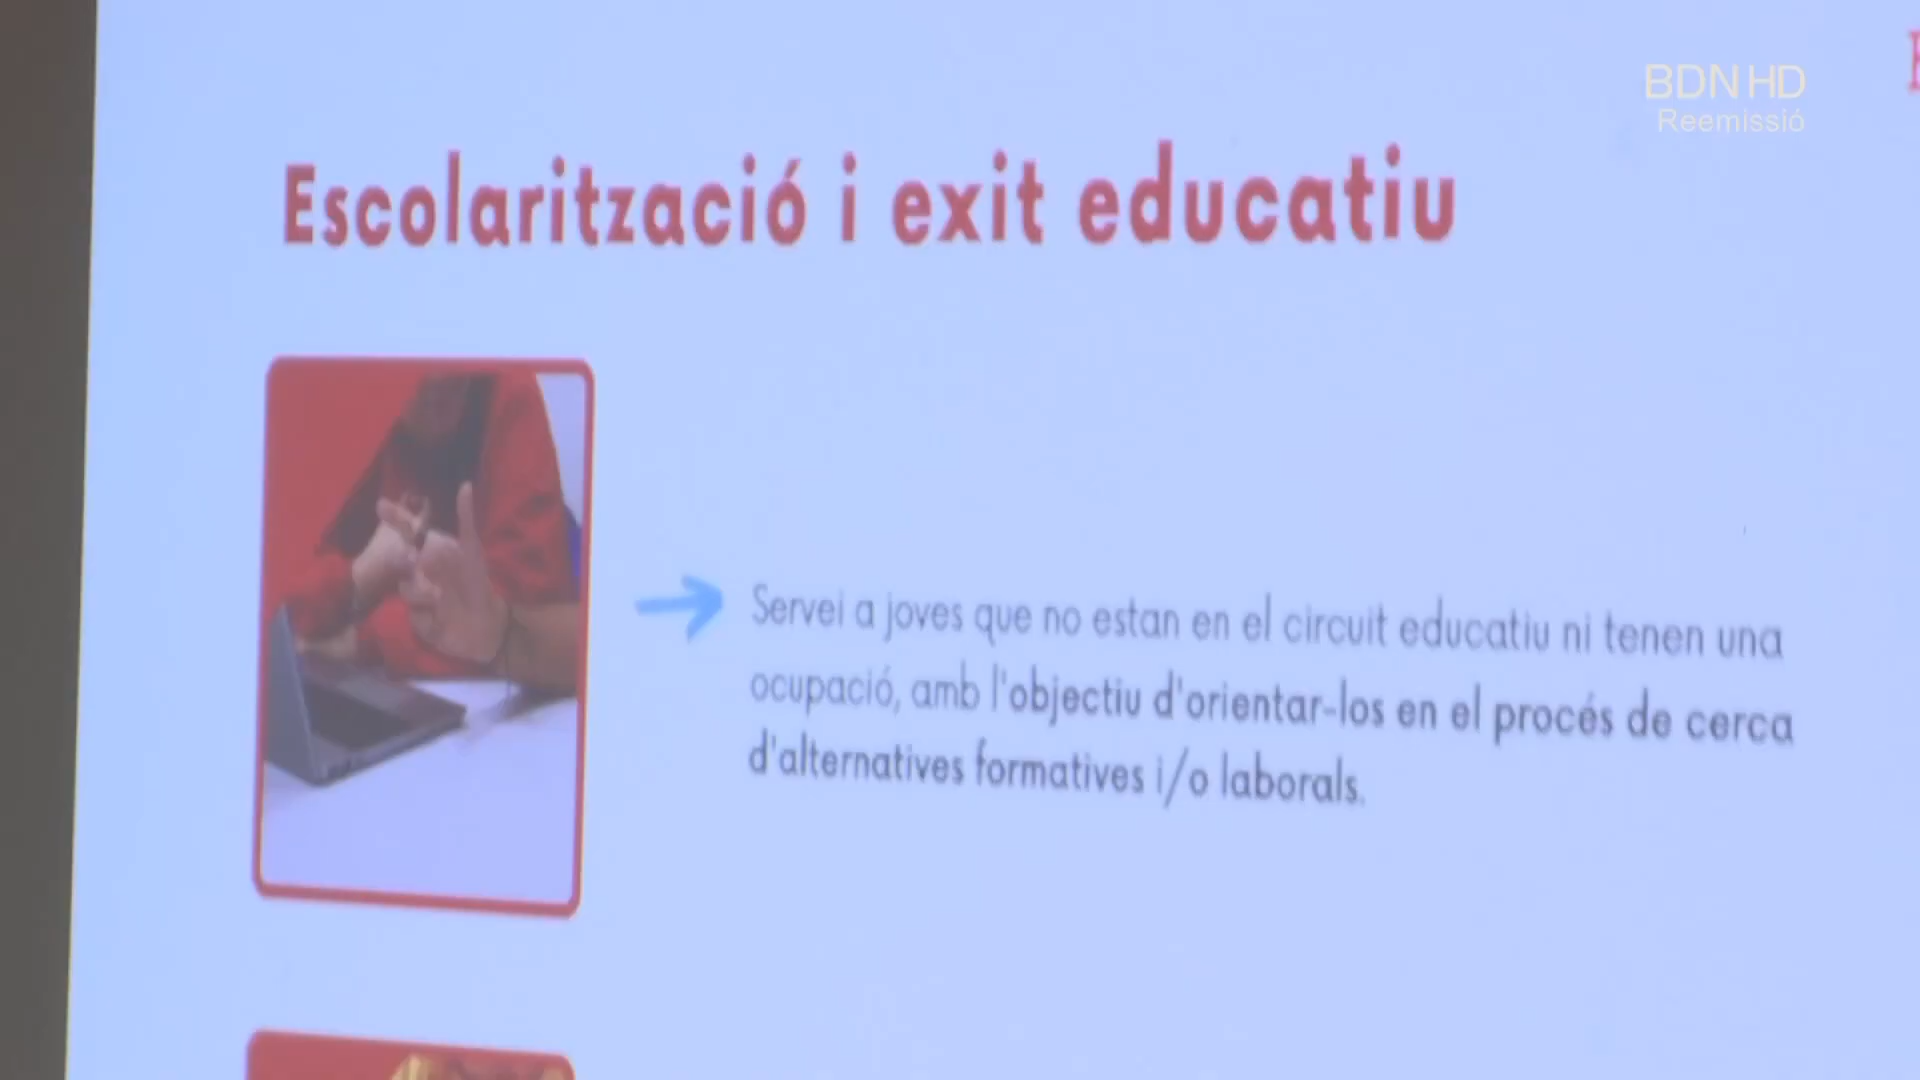 BDN HD
Reemissió
Escolarització i exit educatiu
Servei a joves que no estan en el circuit educatiu ni tenen una
ocupació, amb l'objectiu d'orientar-los en el procés de cerca
d'alternatives formatives i/o laborals.